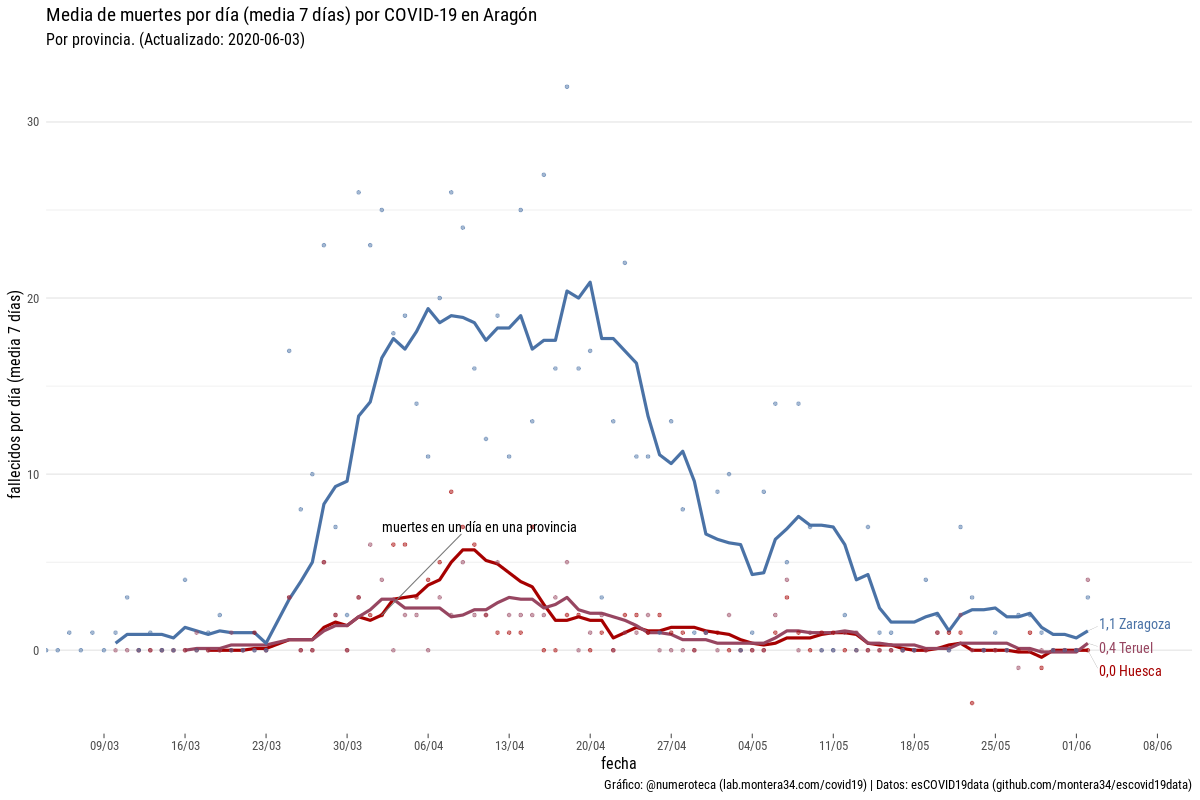 Media de muertes por día (media 7 días) por COVID-19 en Aragón
Por provincia. (Actualizado: 2020-06-03)
fallecidos por día (media 7 días)
30
20
10
0
muertes en un día en una provincia
1,1 Zaragoza
0,4 Teruel
0,0 Huesca
09/03 16/03 23/03 30/03 06/04 13/04 20/04 27/04 04/05 11/05 18/05 25/05 01/06 08/06
fecha
Gráfico: @numeroteca (lab.montera34.com/covid19) | Datos: esCOVID19data (github.com/montera34/escovid19data)